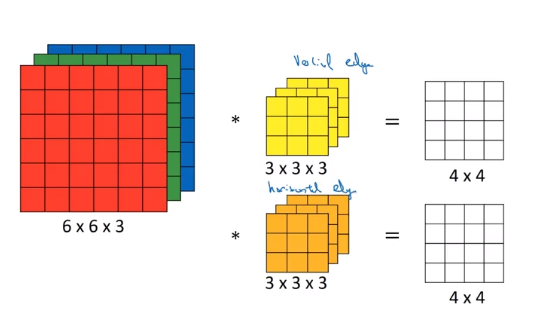 Vertical edge
*
=
3 x 3 x 3
4 x 4
6 x 6 x 3
horizontal edge
*
=
3 x 3 x 3
4 x 4